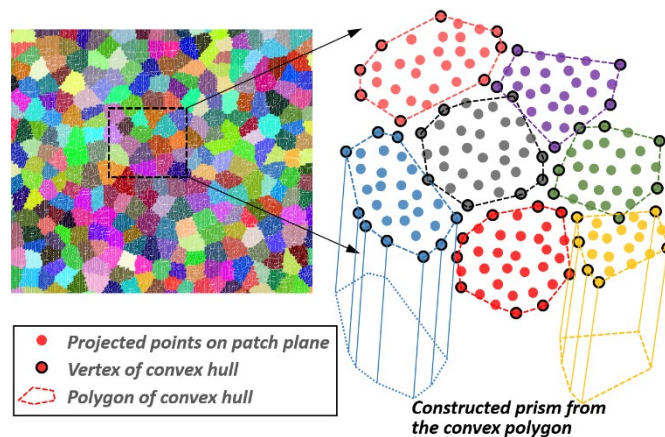 Projected points on patch plane
Vertex of convex hull
Polygon of convex hull
Constructed prism from
the convex polygon